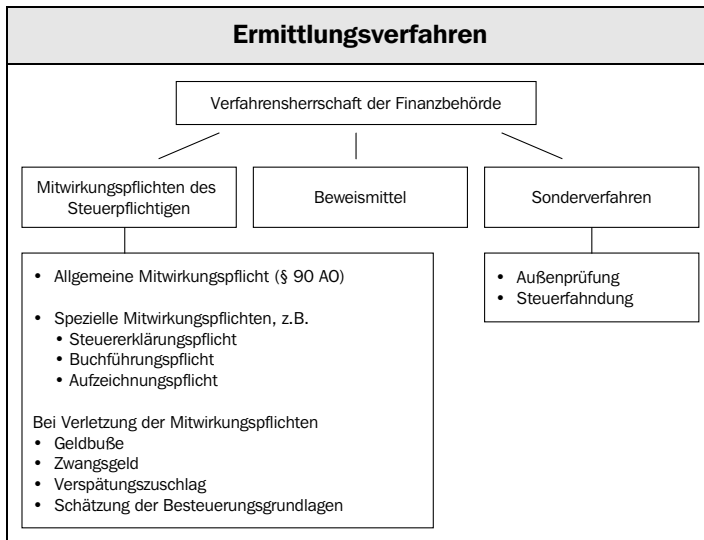 Ermittlungsverfahren
Verfahrensherrschaft der Finanzbehörde
Mitwirkungspflichten des
Steuerpflichtigen
Beweismittel
Sonderverfahren
• Allgemeine Mitwirkungspflicht (§ 90 AO)
• Spezielle Mitwirkungspflichten, z.B.
• Steuererklärungspflicht
• Buchführungspflicht
• Aufzeichnungspflicht
Bei Verletzung der Mitwirkungspflichten
• Geldbuße
• Zwangsgeld
• Verspätungszuschlag
• Schätzung der Besteuerungsgrundlagen
• Außenprüfung
• Steuerfahndung